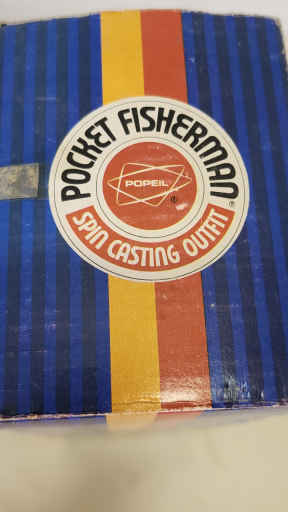 POCKET FISHERMAN®
POPEIL®
SPIN CASTING OUTFIT